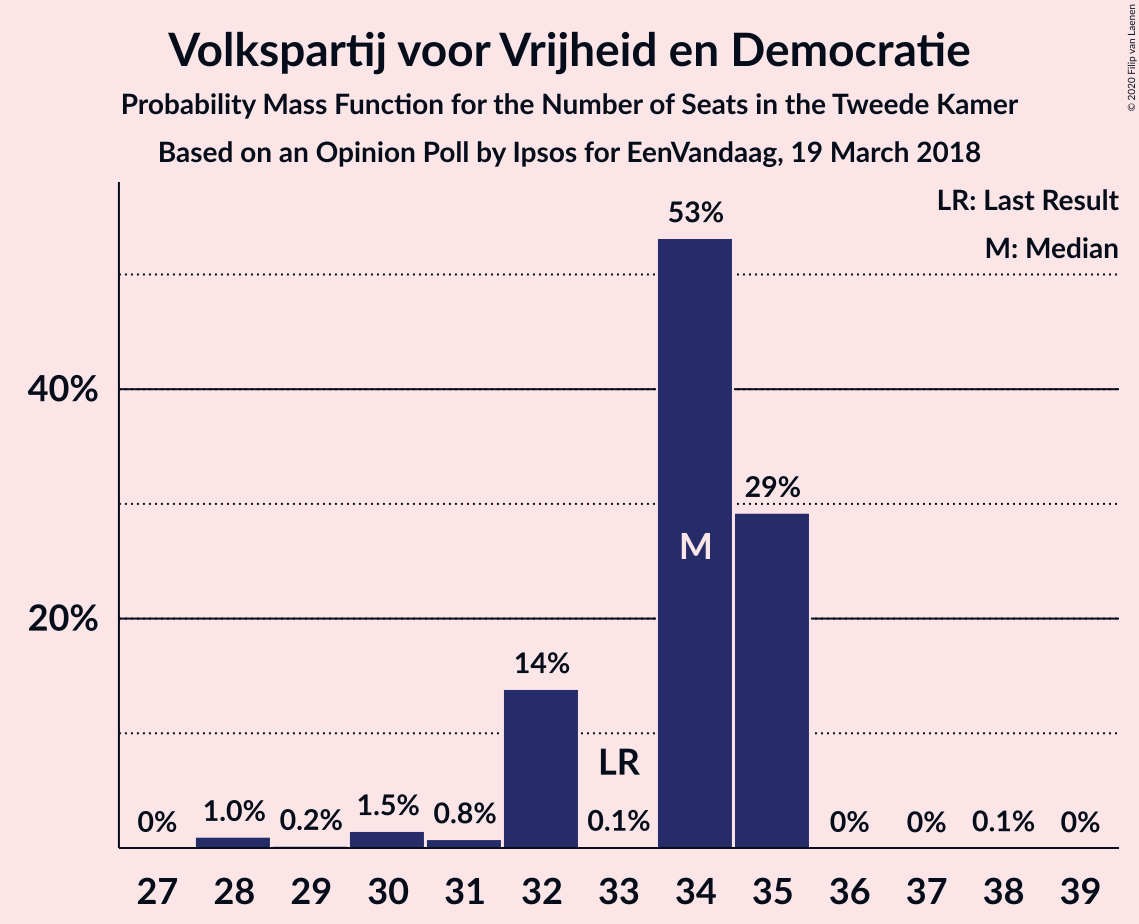 Volkspartij voor Vrijheid en Democratie
Probability Mass Function for the Number of Seats in the Tweede Kamer
Based on an Opinion Poll by Ipsos for EenVandaag, 19 March 2018
© 2020 Filip van Laenen
LR: Last Result
M: Median
40%
20%
0%
1.0%
0.2%
1.5%
0.8%
14%
LR
0.1%
53%
M
29%
0%
0%
0.1%
0%
27 28 29 30 31 32 33 34 35 36 37 38 39